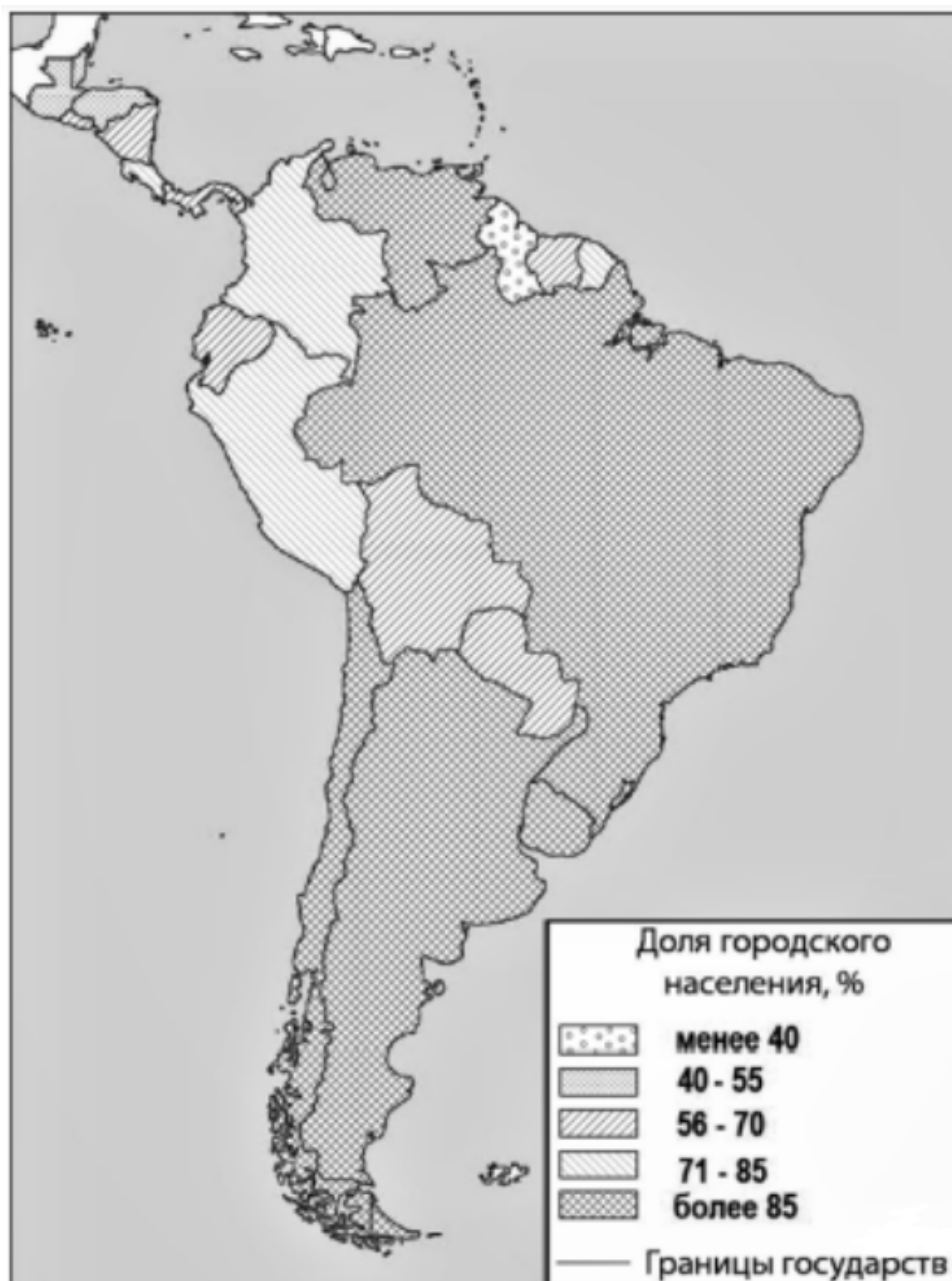 Доля городского
населения, %
менее 40
40 - 55
56 - 70
71 - 85
более 85
Границы государств